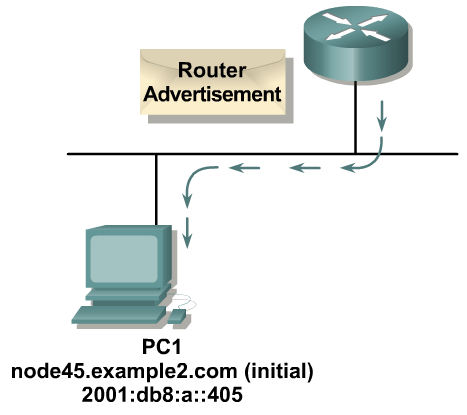 Router
Advertisement
PC1
node45.example2.com (initial)
2001:db8:a::405